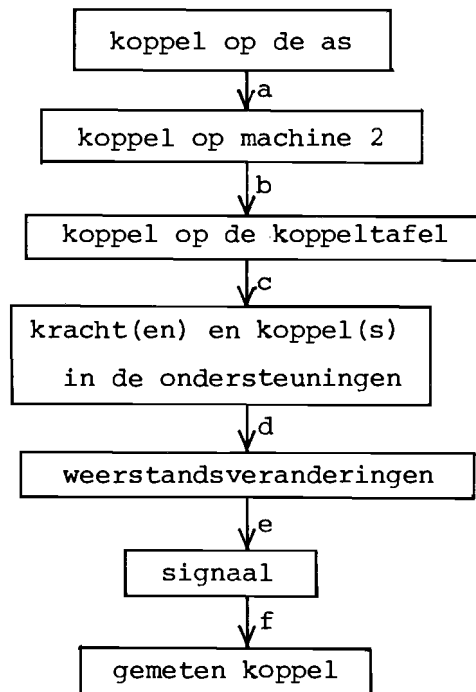 koppel op de as
a
koppel op machine 2
b
koppel op de koppeltafel
c
kracht(en) en koppel(s)
in de ondersteuningen
d
weerstandsveranderingen
e
signaal
f
gemeten koppel